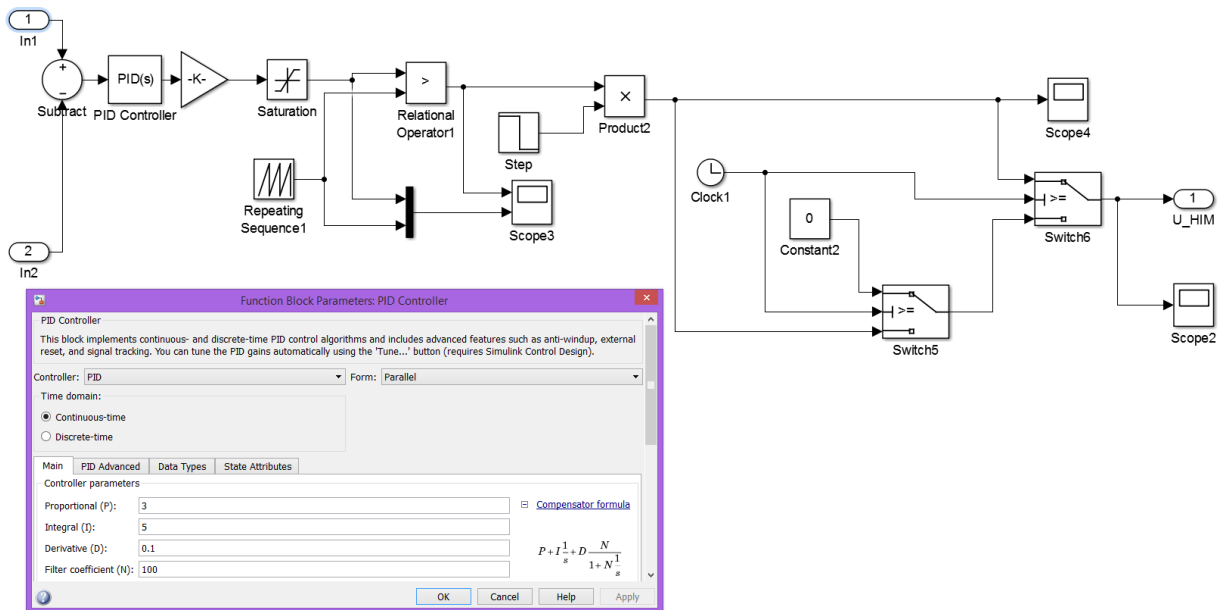 1
In1
+
−
Subtract
PID(s)
PID Controller
-K-
Saturation
>
Relational
Operator1
Repeating
Sequence1
Scope3
Step
×
Product2
Scope4
Clock1
0
Constant2
>=
Switch5
>=
Switch6
1
U_HIM
Scope2
2
In2
Function Block Parameters: PID Controller
PID Controller
This block implements continuous- and discrete-time PID control algorithms and includes advanced features such as anti-windup, external
reset, and signal tracking. You can tune the PID gains automatically using the 'Tune...' button (requires Simulink Control Design).
Controller: PID Form: Parallel
Time domain:
Continuous-time
Discrete-time
Main PID Advanced Data Types State Attributes
Controller parameters
Proportional (P): 3
Compensator formula
Integral (I): 5
Derivative (D): 0.1
Filter coefficient (N): 100
P+I 1/s + D N/(1+N 1/s)
OK Cancel Help Apply